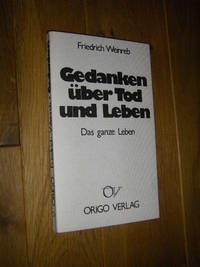 Friedrich Weinreb
Gedanken
über Tod
und Leben
Das ganze Leben
OV
ORIGO VERLAG